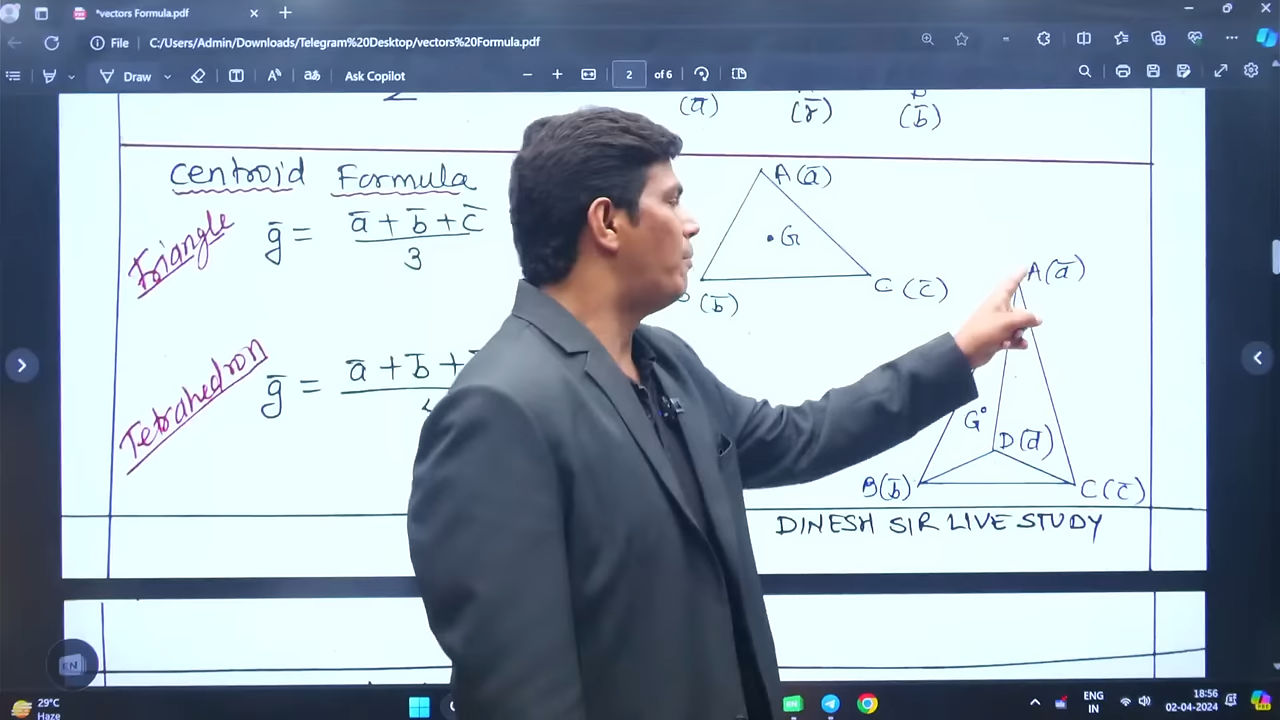 *vectors Formula.pdf
File C:/Users/Admin/Downloads/Telegram%20Desktop/vectors%20Formula.pdf
Draw Ask Copilot 2 of 6
(a̅) (r̅) (b̅)
Centroid Formula
Triangle
g̅ = a̅ + b̅ + c̅
3
A (a̅)
G
(b̅)
C (c̅)
Tetrahedron
g̅ = a̅ + b̅ +
A (a̅)
G
D (a̅)
B (b̅)
C (c̅)
DINESH SIR LIVE STUDY
EN
29°C
Haze
ENG
IN
18:56
02-04-2024